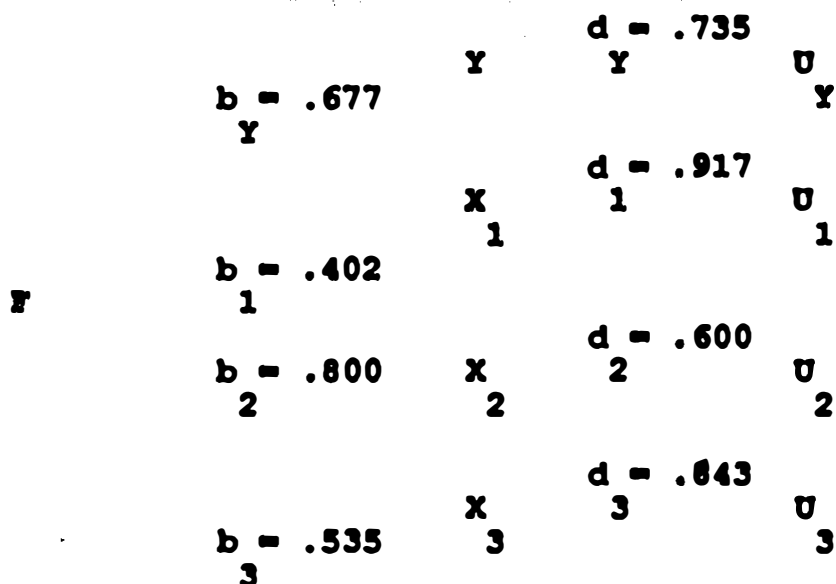 d = .735
Y Y U
b = .677 Y
Y
d = .917
X 1 U
1 1
b = .402
F 1
d = .600
b = .800 X 2 U
2 2 2
d = .843
X 3 U
b = .535 3 3
3